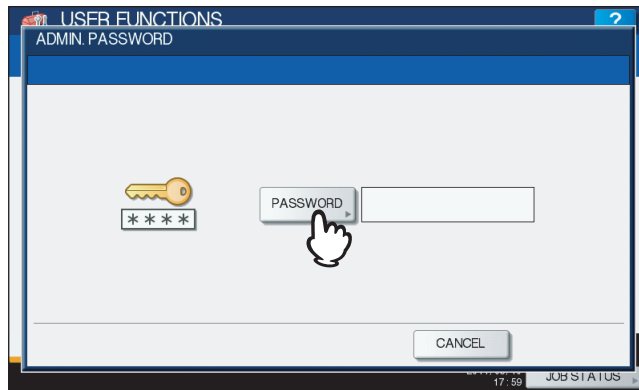 USER FUNCTIONS
?
ADMIN. PASSWORD
PASSWORD
****
CANCEL
17:59
JOB STATUS